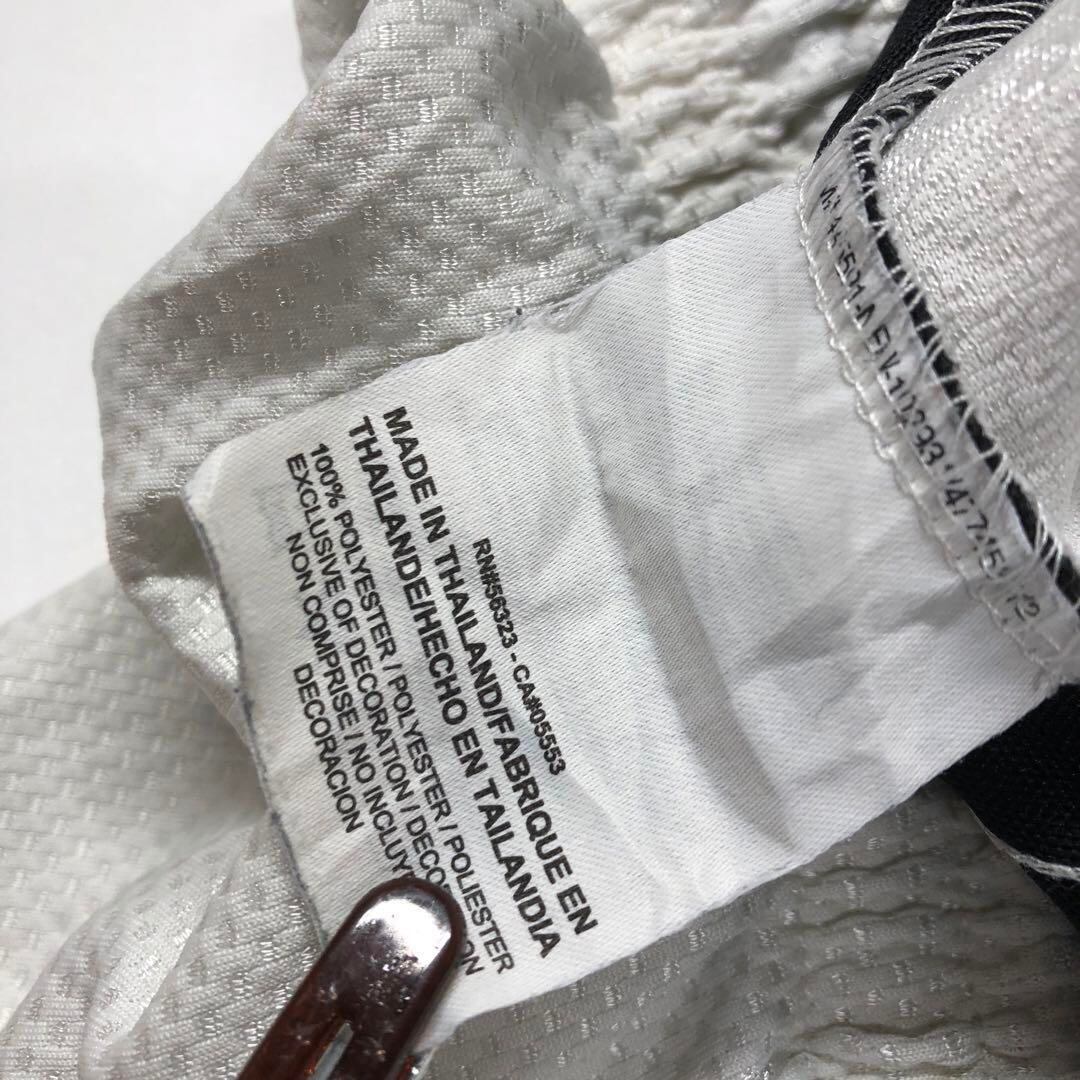 RN#56323 - CA#05553
MADE IN THAILAND/FABRIQUE EN
THAILANDE/HECHO EN TAILANDIA
100% POLYESTER / POLYESTER / POLIESTER
EXCLUSIVE OF DECORATION /
NON COMPRISE / NO
DECORACION